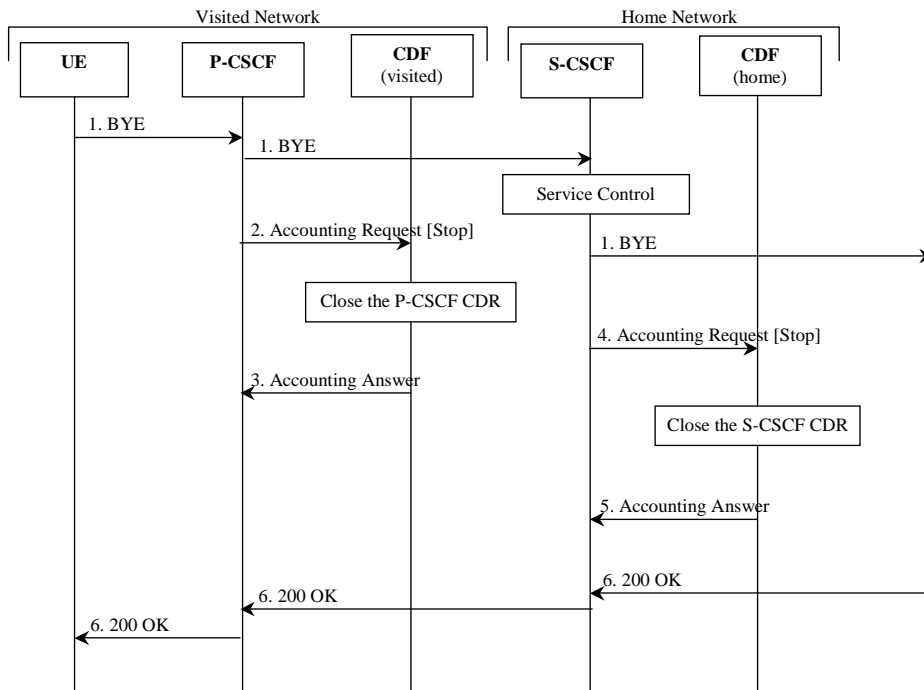 Visited Network
Home Network
UE
P-CSCF
CDF
(visited)
S-CSCF
CDF
(home)
1. BYE
1. BYE
Service Control
2. Accounting Request [Stop]
1. BYE
Close the P-CSCF CDR
4. Accounting Request [Stop]
3. Accounting Answer
Close the S-CSCF CDR
5. Accounting Answer
6. 200 OK
6. 200 OK
6. 200 OK